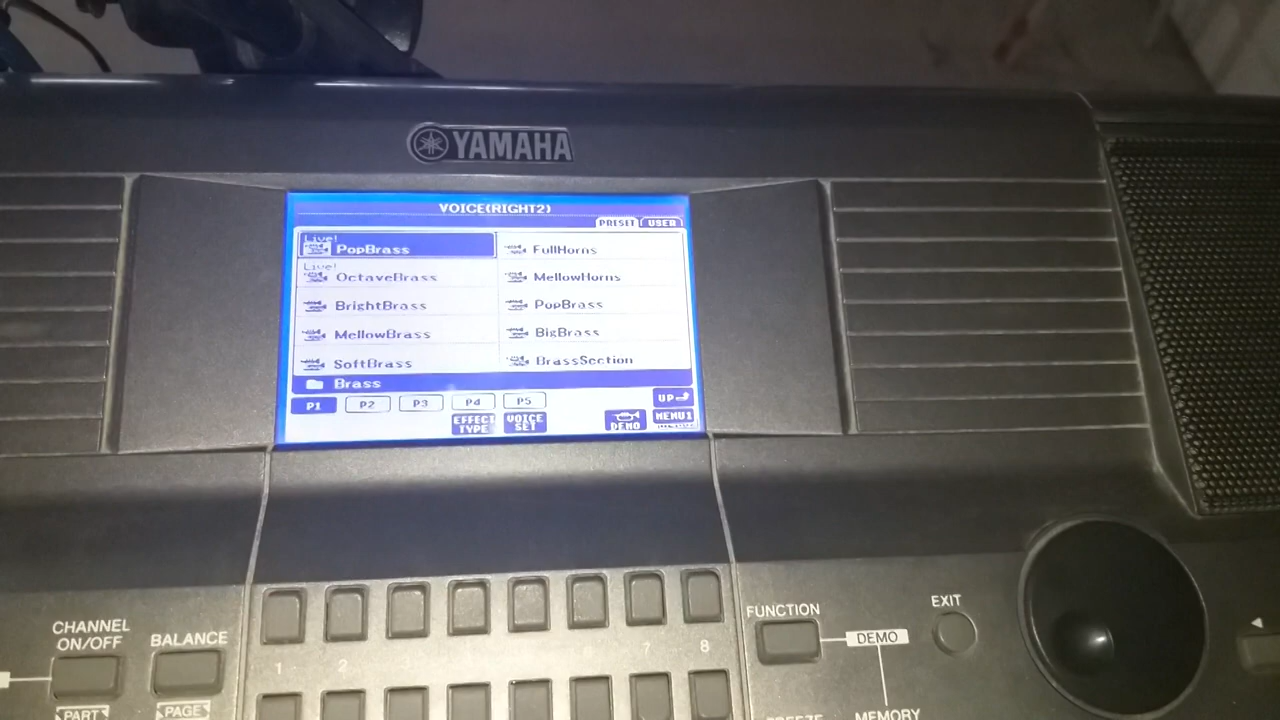 YAMAHA
VOICE(RIGHT2)
PRESET USER
Live!
PopBrass
FullHorns
Live!
OctaveBrass
MellowHorns
BrightBrass
PopBrass
MellowBrass
BigBrass
SoftBrass
BrassSection
Brass
P1 P2 P3 P4 P5 UP
EFFECT TYPE
VOICE SET
DEMO
MENU1
CHANNEL
ON/OFF
BALANCE
FUNCTION
DEMO
EXIT
1 2 7 8
PART
PAGE
FREEZE
MEMORY